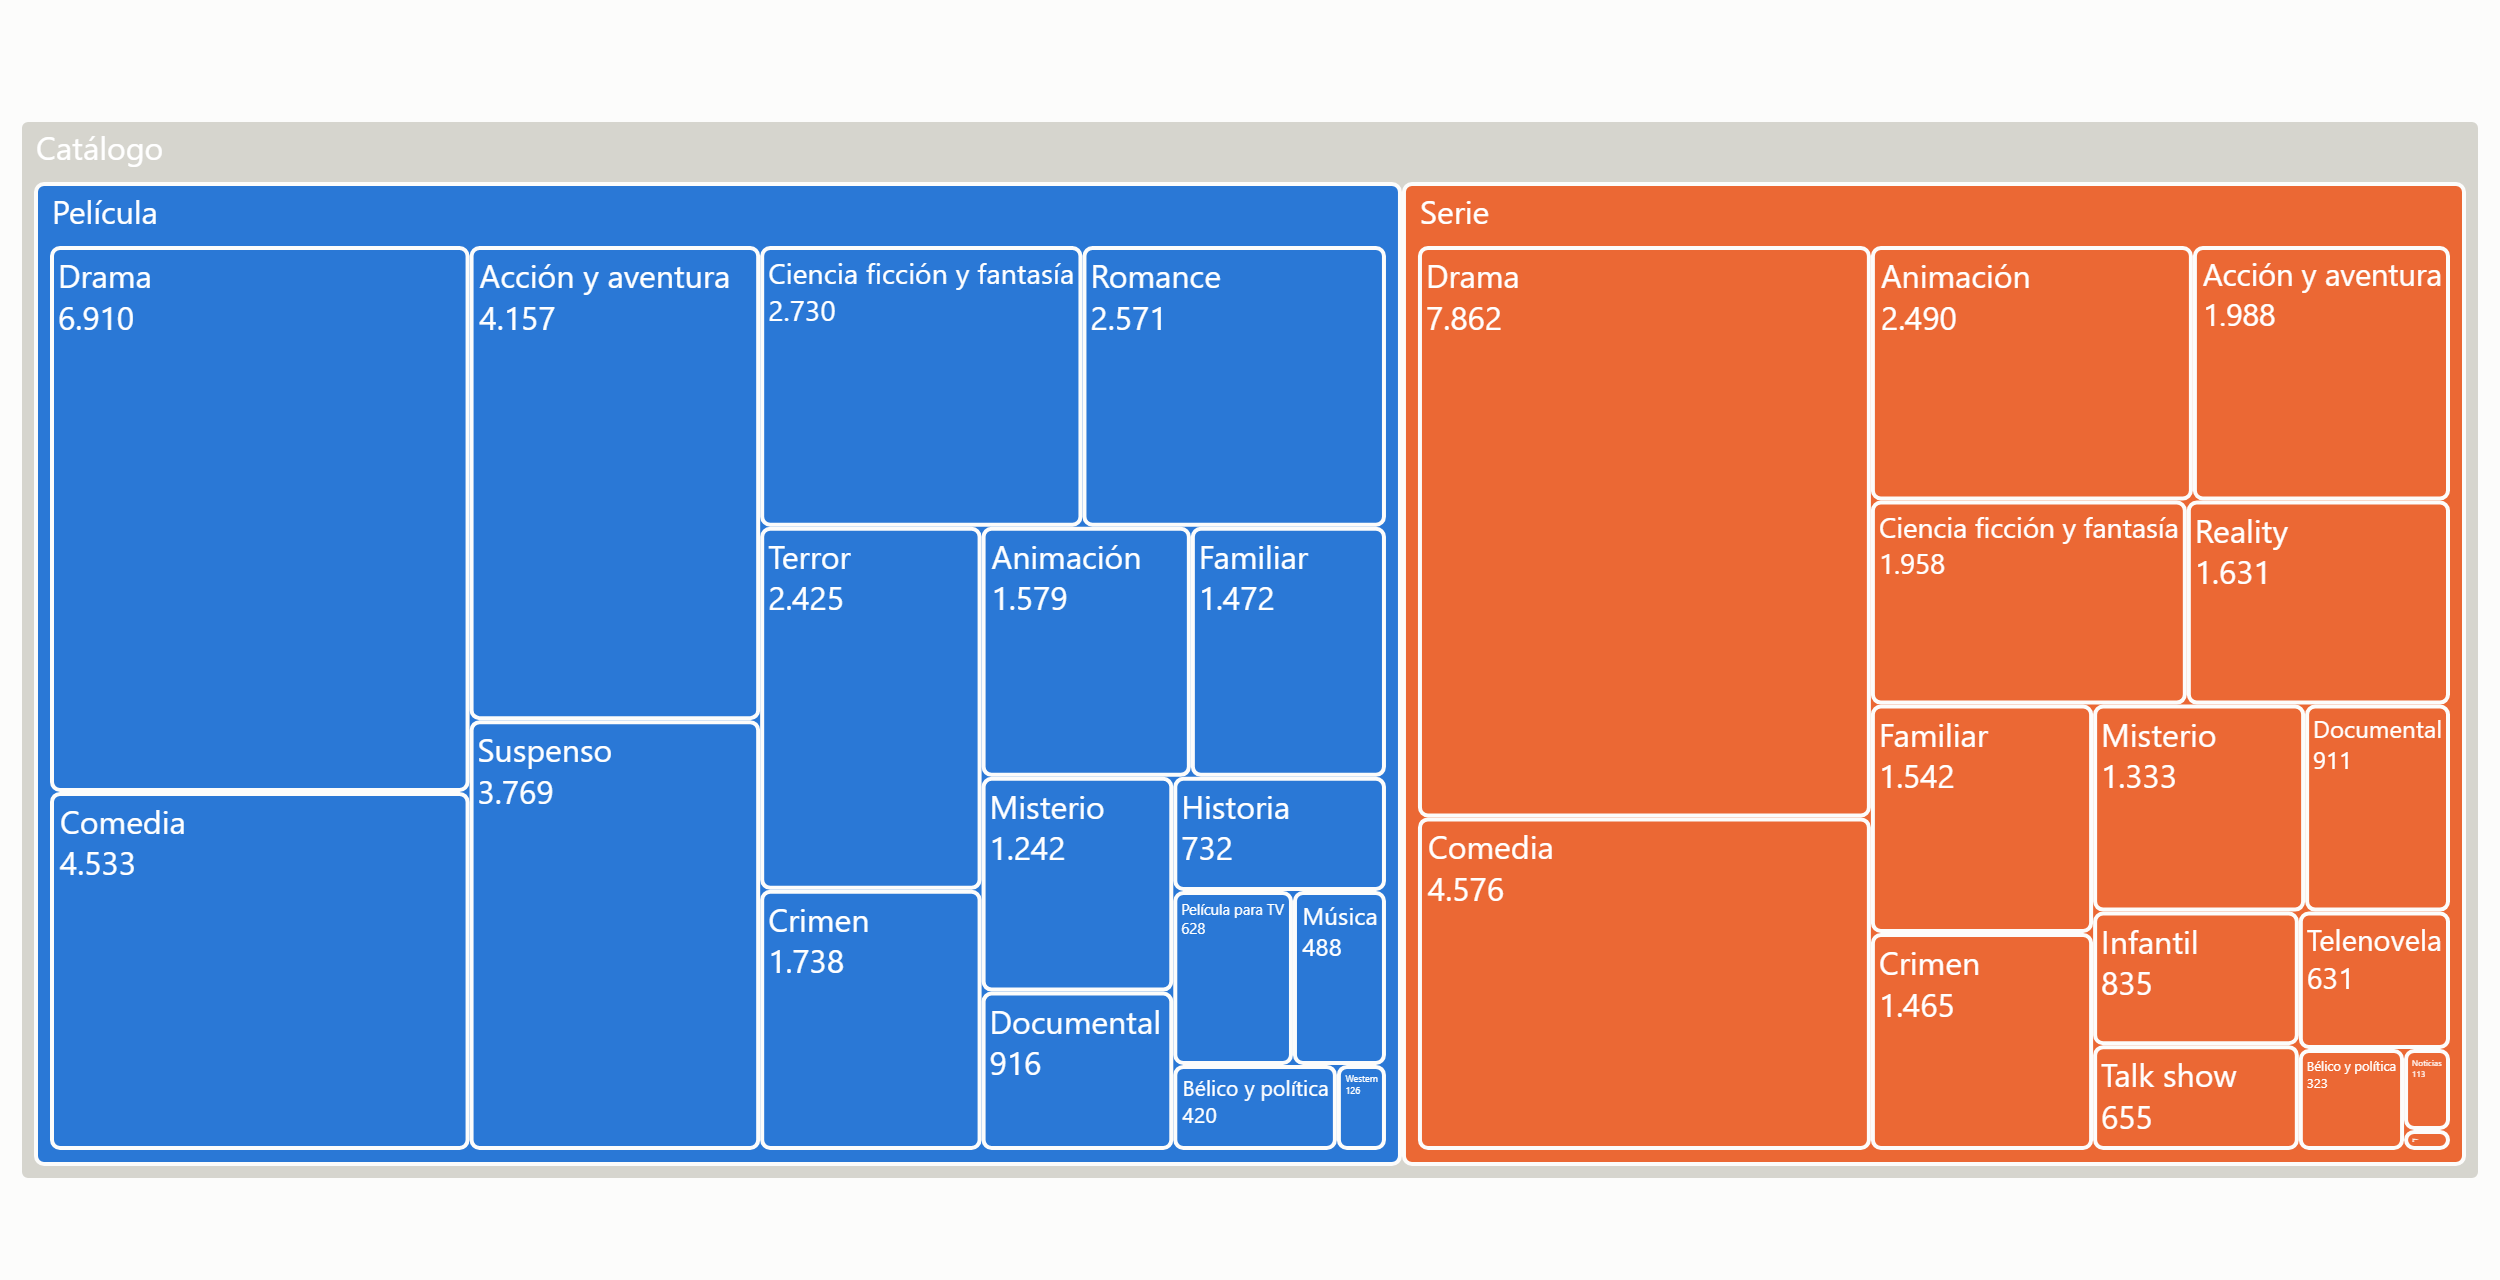 Catálogo
Película
Drama
6.910
Comedia
4.533
Acción y aventura
4.157
Suspenso
3.769
Ciencia ficción y fantasía
2.730
Romance
2.571
Terror
2.425
Crimen
1.738
Animación
1.579
Familiar
1.472
Misterio
1.242
Documental
916
Historia
732
Película para TV
628
Música
488
Bélico y política
420
Western
126
Serie
Drama
7.862
Comedia
4.576
Animación
2.490
Acción y aventura
1.988
Ciencia ficción y fantasía
1.958
Reality
1.631
Familiar
1.542
Crimen
1.465
Misterio
1.333
Documental
911
Infantil
835
Talk show
655
Telenovela
631
Bélico y política
323
Noticias
113